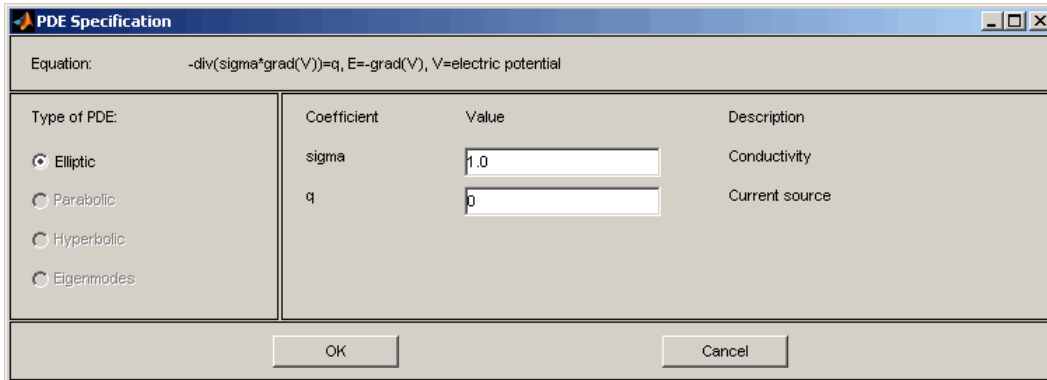 PDE Specification
Equation: -div(sigma*grad(V))=q, E=-grad(V), V=electric potential
Type of PDE:
Elliptic
Parabolic
Hyperbolic
Eigenmodes
Coefficient Value Description
sigma 1.0 Conductivity
q 0 Current source
OK Cancel